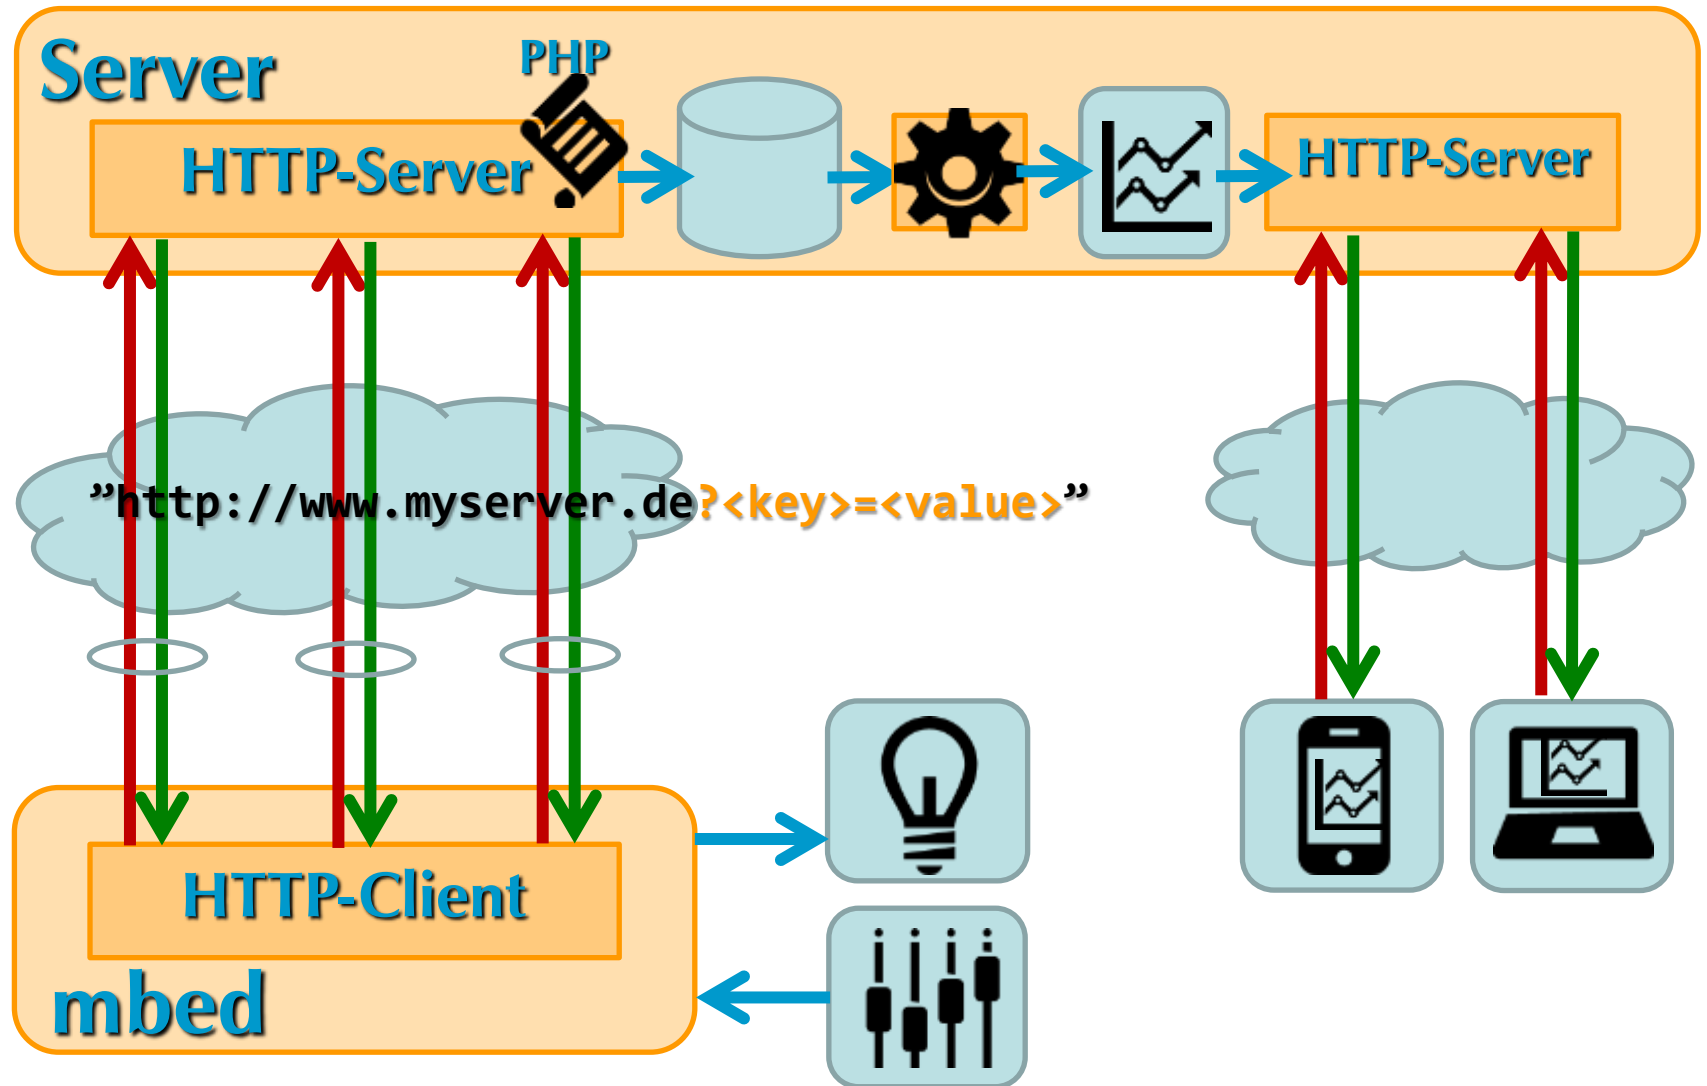 Server
PHP
HTTP-Server
HTTP-Server
”http://www.myserver.de?<key>=<value>”
HTTP-Client
mbed